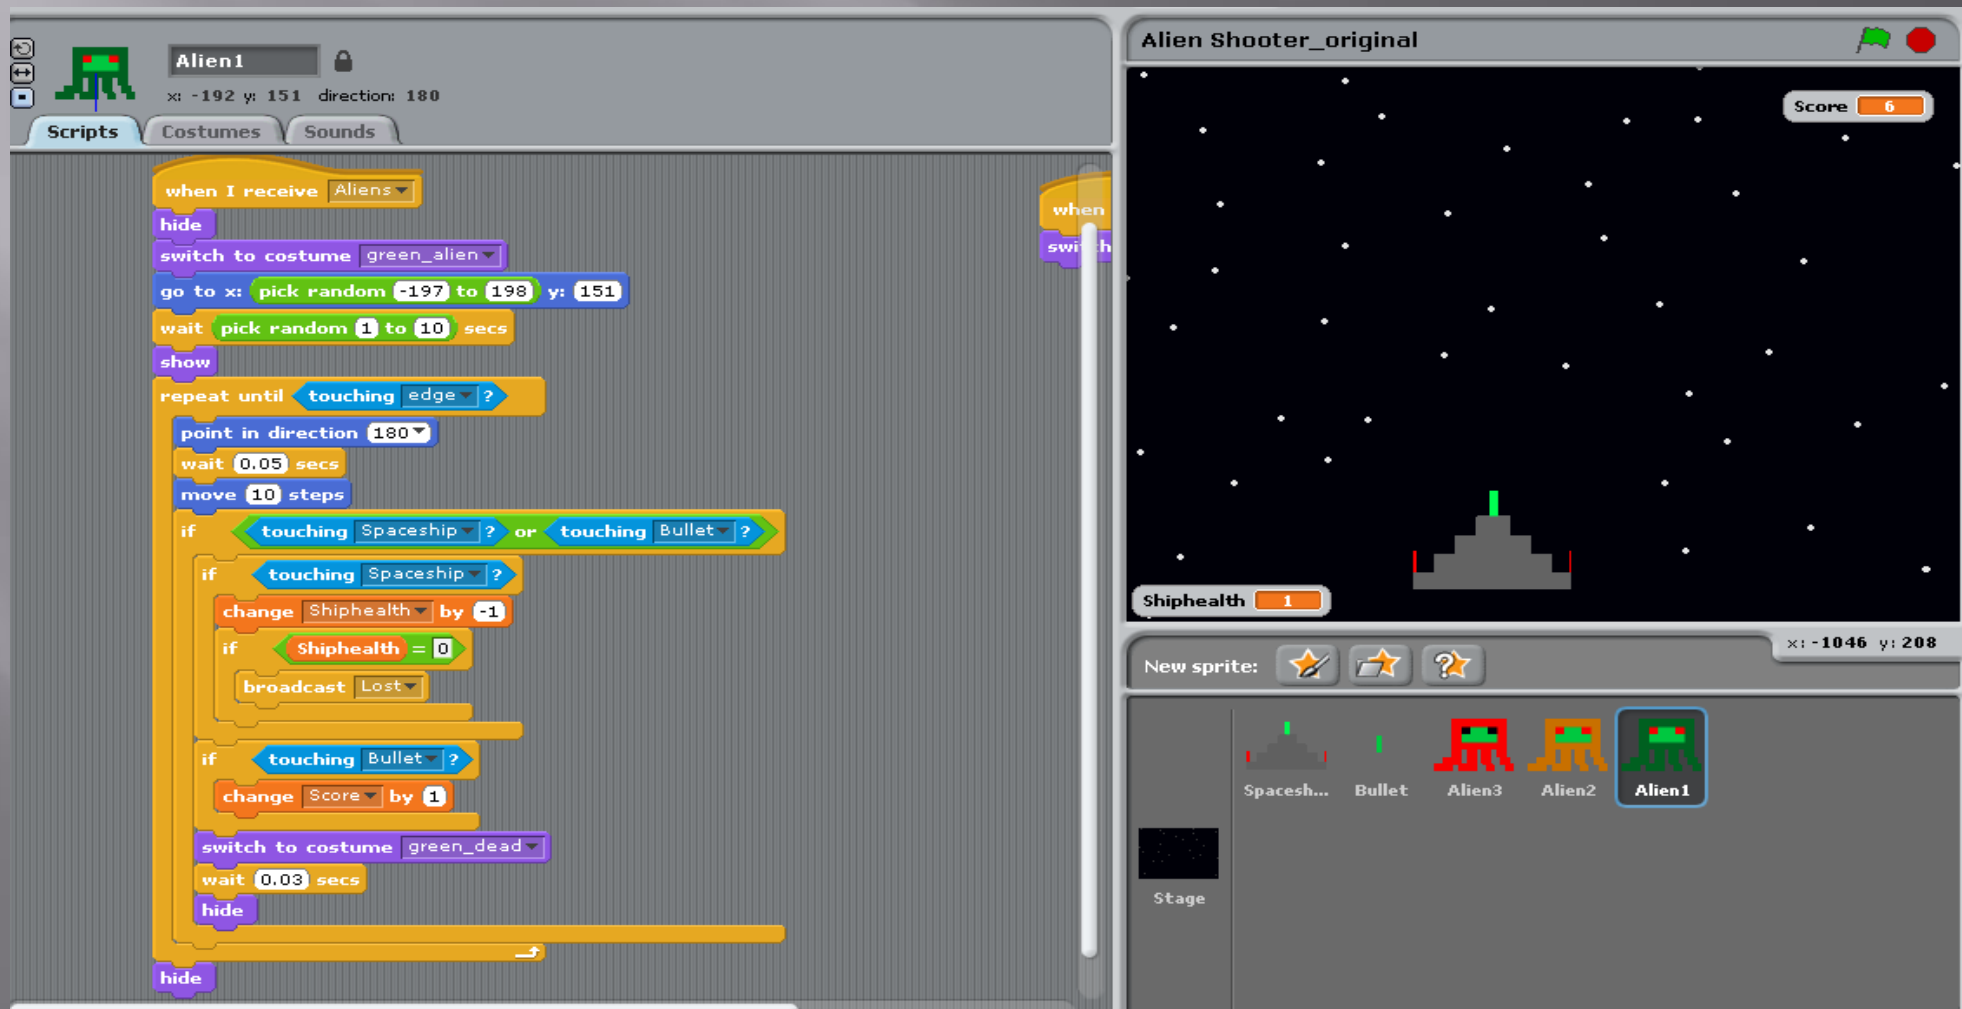 Alien1
x: -192 y: 151 direction: 180
Scripts Costumes Sounds
when I receive Aliens
hide
switch to costume green_alien
go to x: pick random -197 to 198 y: 151
wait pick random 1 to 10 secs
show
repeat until touching edge ?
point in direction 180
wait 0.05 secs
move 10 steps
if touching Spaceship ? or touching Bullet ?
if touching Spaceship ?
change Shiphealth by -1
if Shiphealth = 0
broadcast Lost
if touching Bullet ?
change Score by 1
switch to costume green_dead
wait 0.03 secs
hide
hide
when
Alien Shooter_original
Score 6
Shiphealth 1
x: -1046 y: 208
New sprite:
Spacesh... Bullet Alien3 Alien2 Alien1
Stage